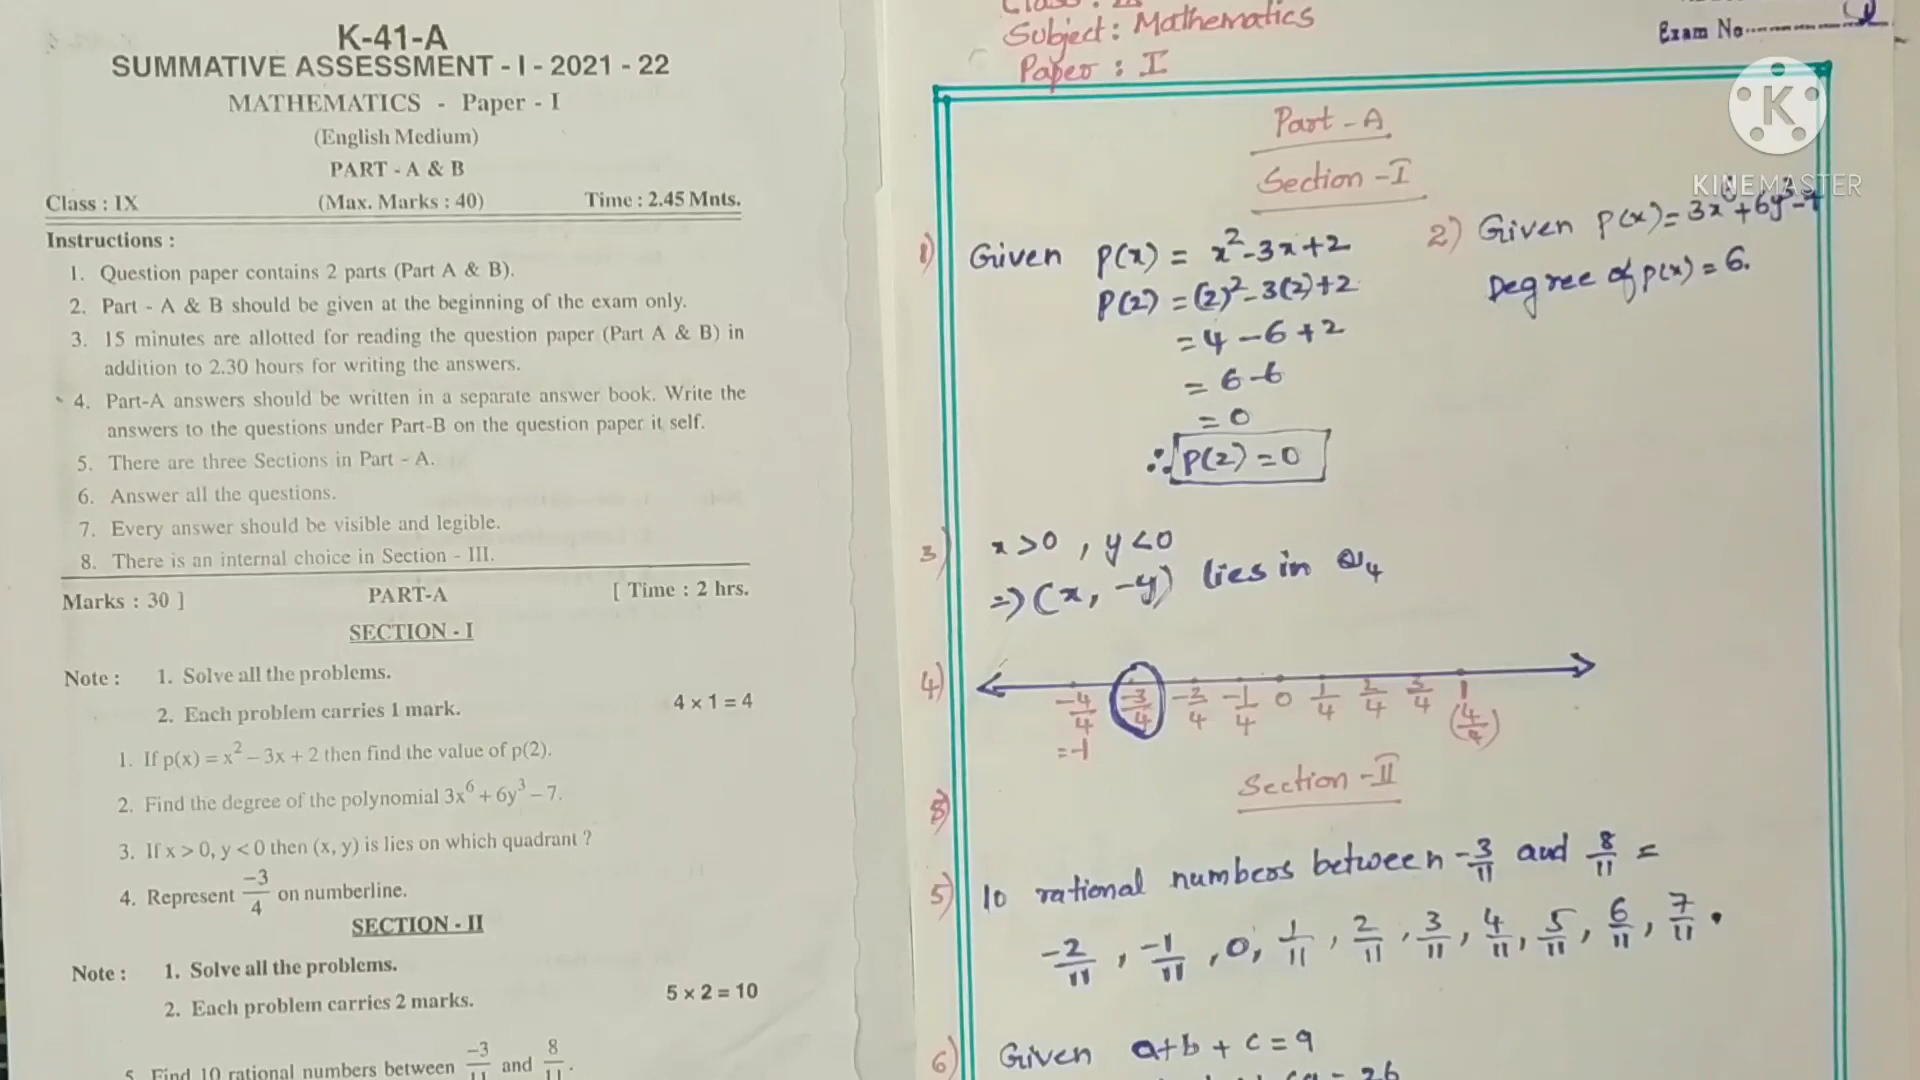 K-41-A
SUMMATIVE ASSESSMENT - I - 2021 - 22
MATHEMATICS - Paper - I
(English Medium)
PART - A & B
Class : IX (Max. Marks : 40) Time : 2.45 Mnts.
Instructions :
1. Question paper contains 2 parts (Part A & B).
2. Part - A & B should be given at the beginning of the exam only.
3. 15 minutes are allotted for reading the question paper (Part A & B) in
addition to 2.30 hours for writing the answers.
4. Part-A answers should be written in a separate answer book. Write the
answers to the questions under Part-B on the question paper it self.
5. There are three Sections in Part - A.
6. Answer all the questions.
7. Every answer should be visible and legible.
8. There is an internal choice in Section - III.
Marks : 30 ] PART-A [ Time : 2 hrs.
SECTION - I
Note : 1. Solve all the problems.
2. Each problem carries 1 mark. 4 × 1 = 4
1. If p(x) = x² – 3x + 2 then find the value of p(2).
2. Find the degree of the polynomial 3x⁶ + 6y³ – 7.
3. If x > 0, y < 0 then (x, y) is lies on which quadrant ?
4. Represent -3/4 on numberline.
SECTION - II
Note : 1. Solve all the problems.
2. Each problem carries 2 marks. 5 × 2 = 10
5. Find 10 rational numbers between -3/11 and 8/11.
Subject : Mathematics
Paper : I
Exam No
K
KINEMASTER
Part - A
Section - I
1) Given p(x) = x² - 3x + 2
P(2) = (2)² - 3(2) + 2
= 4 - 6 + 2
= 6 - 6
= 0
∴ P(2) = 0
2) Given p(x) = 3x⁶ + 6y³ - 7
Degree of p(x) = 6.
3) x > 0 , y < 0
=> (x, -y) lies in Q4
4) -4/4 -3/4 -2/4 -1/4 0 1/4 2/4 3/4 1
= -1 (4/4)
Section - II
5) 10 rational numbers between -3/11 and 8/11 =
-2/11 , -1/11 , 0, 1/11 , 2/11 , 3/11 , 4/11 , 5/11 , 6/11 , 7/11 .
6) Given a+b+c = 9